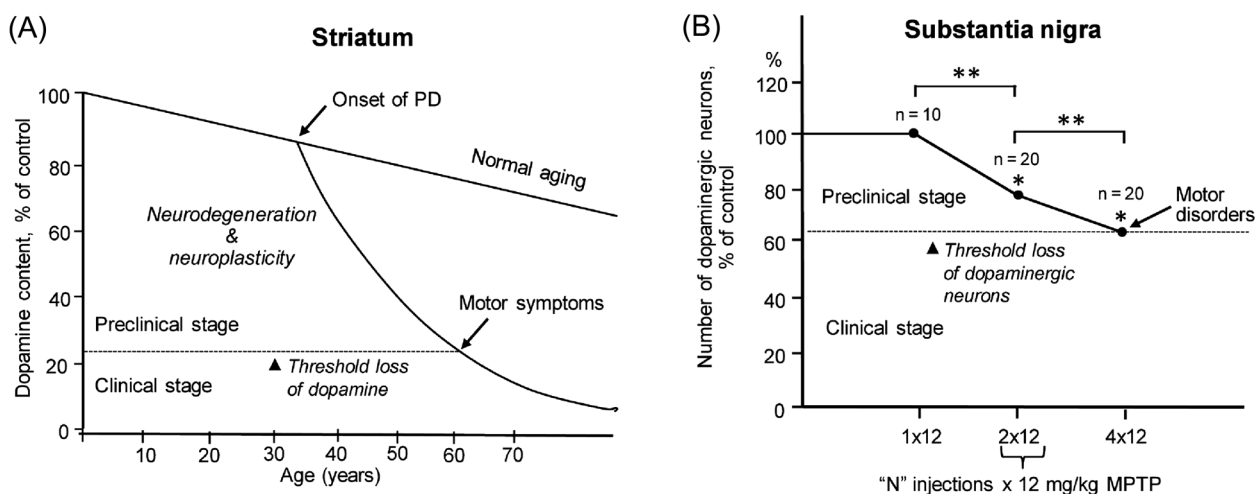 (A)
Striatum
Dopamine content, % of control
100
80
60
40
20
0
Onset of PD
Normal aging
Neurodegeneration
&
neuroplasticity
Motor symptoms
Preclinical stage
▲ Threshold loss
of dopamine
Clinical stage
10 20 30 40 50 60 70
Age (years)
(B)
Substantia nigra
Number of dopaminergic neurons,
% of control
%
120
100
80
60
40
20
0
**
n = 10
**
n = 20
*
n = 20
*
Motor
disorders
Preclinical stage
▲ Threshold loss
of dopaminergic
neurons
Clinical stage
1x12 2x12 4x12
“N” injections x 12 mg/kg MPTP